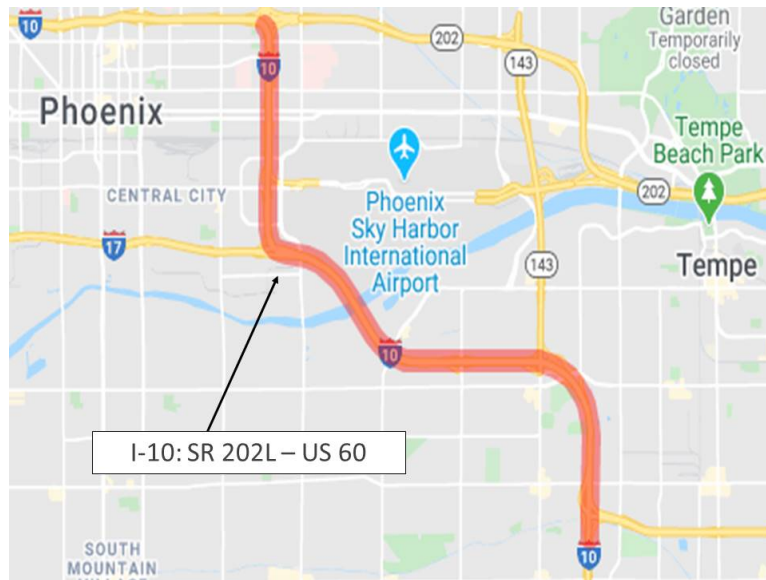 10
202
Garden
Temporarily
closed
143
10
Phoenix
Tempe
Beach Park
CENTRAL CITY
Phoenix
Sky Harbor
International
Airport
202
17
143
Tempe
10
I-10: SR 202L – US 60
SOUTH
MOUNTAIN
10